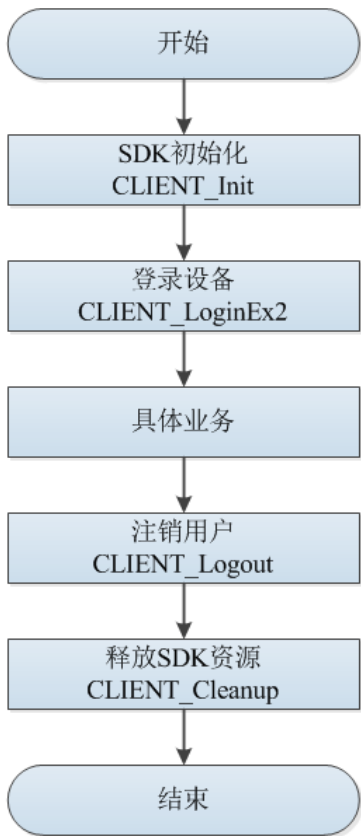 开始
SDK初始化
CLIENT_Init
登录设备
CLIENT_LoginEx2
具体业务
注销用户
CLIENT_Logout
释放SDK资源
CLIENT_Cleanup
结束